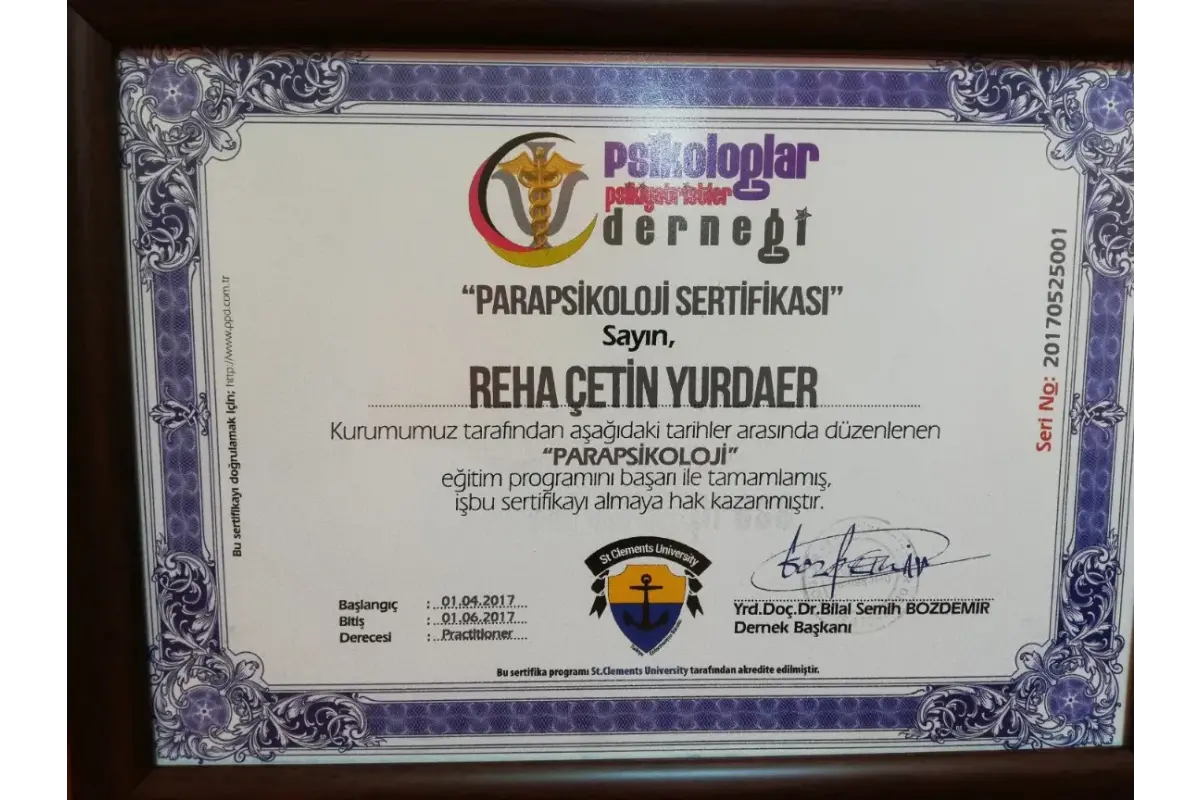 psikologlar
psikiyatristler
derneği
“PARAPSİKOLOJİ SERTİFİKASI”
Sayın,
REHA ÇETİN YURDAER
Kurumumuz tarafından aşağıdaki tarihler arasında düzenlenen
“PARAPSİKOLOJİ”
eğitim programını başarı ile tamamlamış,
işbu sertifikayı almaya hak kazanmıştır.
Bu sertifikayı doğrulamak için: http://www.ppd.com.tr
Seri No: 20170525001
St Clements University
Başlangıç : 01.04.2017
Bitiş : 01.06.2017
Derecesi : Practitioner
Yrd.Doç.Dr.Bilal Semih BOZDEMİR
Dernek Başkanı
Bu sertifika programı St.Clements University tarafından akredite edilmiştir.